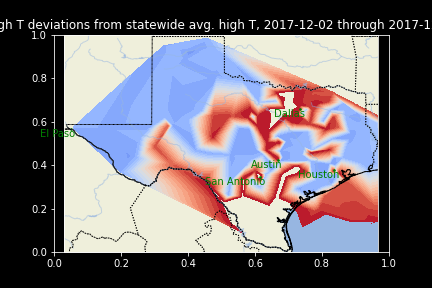 gh T deviations from statewide avg. high T, 2017-12-02 through 2017-1
1.0
0.8
Dallas
0.6
El Paso
0.4
Austin
Houston
San Antonio
0.2
0.0
0.0 0.2 0.4 0.6 0.8 1.0